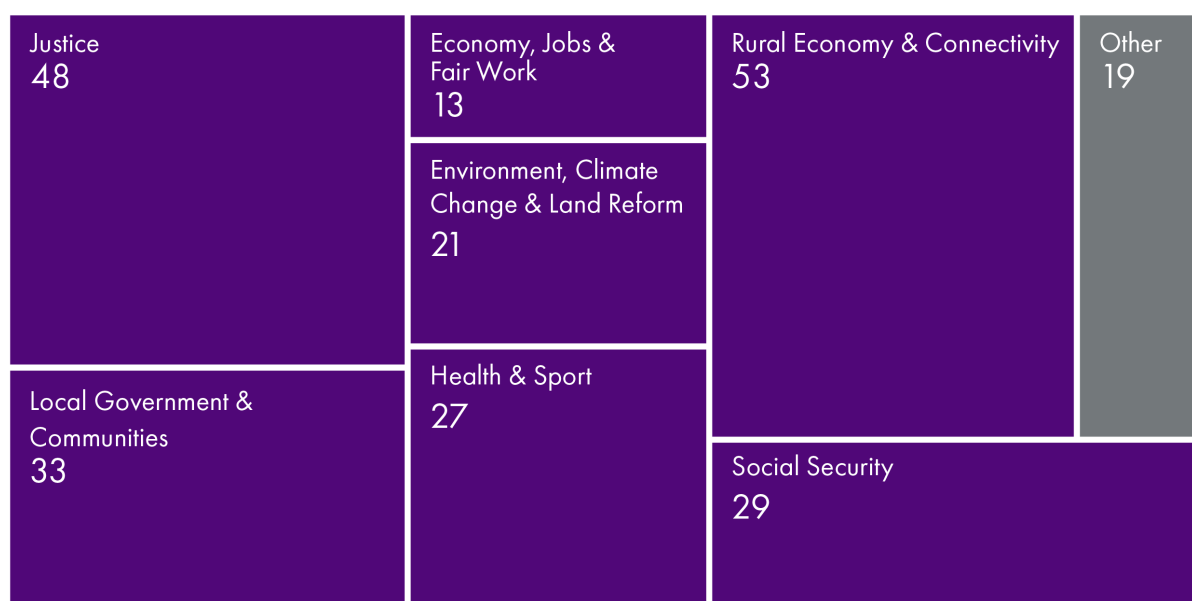 Justice
48
Local Government &
Communities
33
Economy, Jobs &
Fair Work
13
Environment, Climate
Change & Land Reform
21
Health & Sport
27
Rural Economy & Connectivity
53
Other
19
Social Security
29